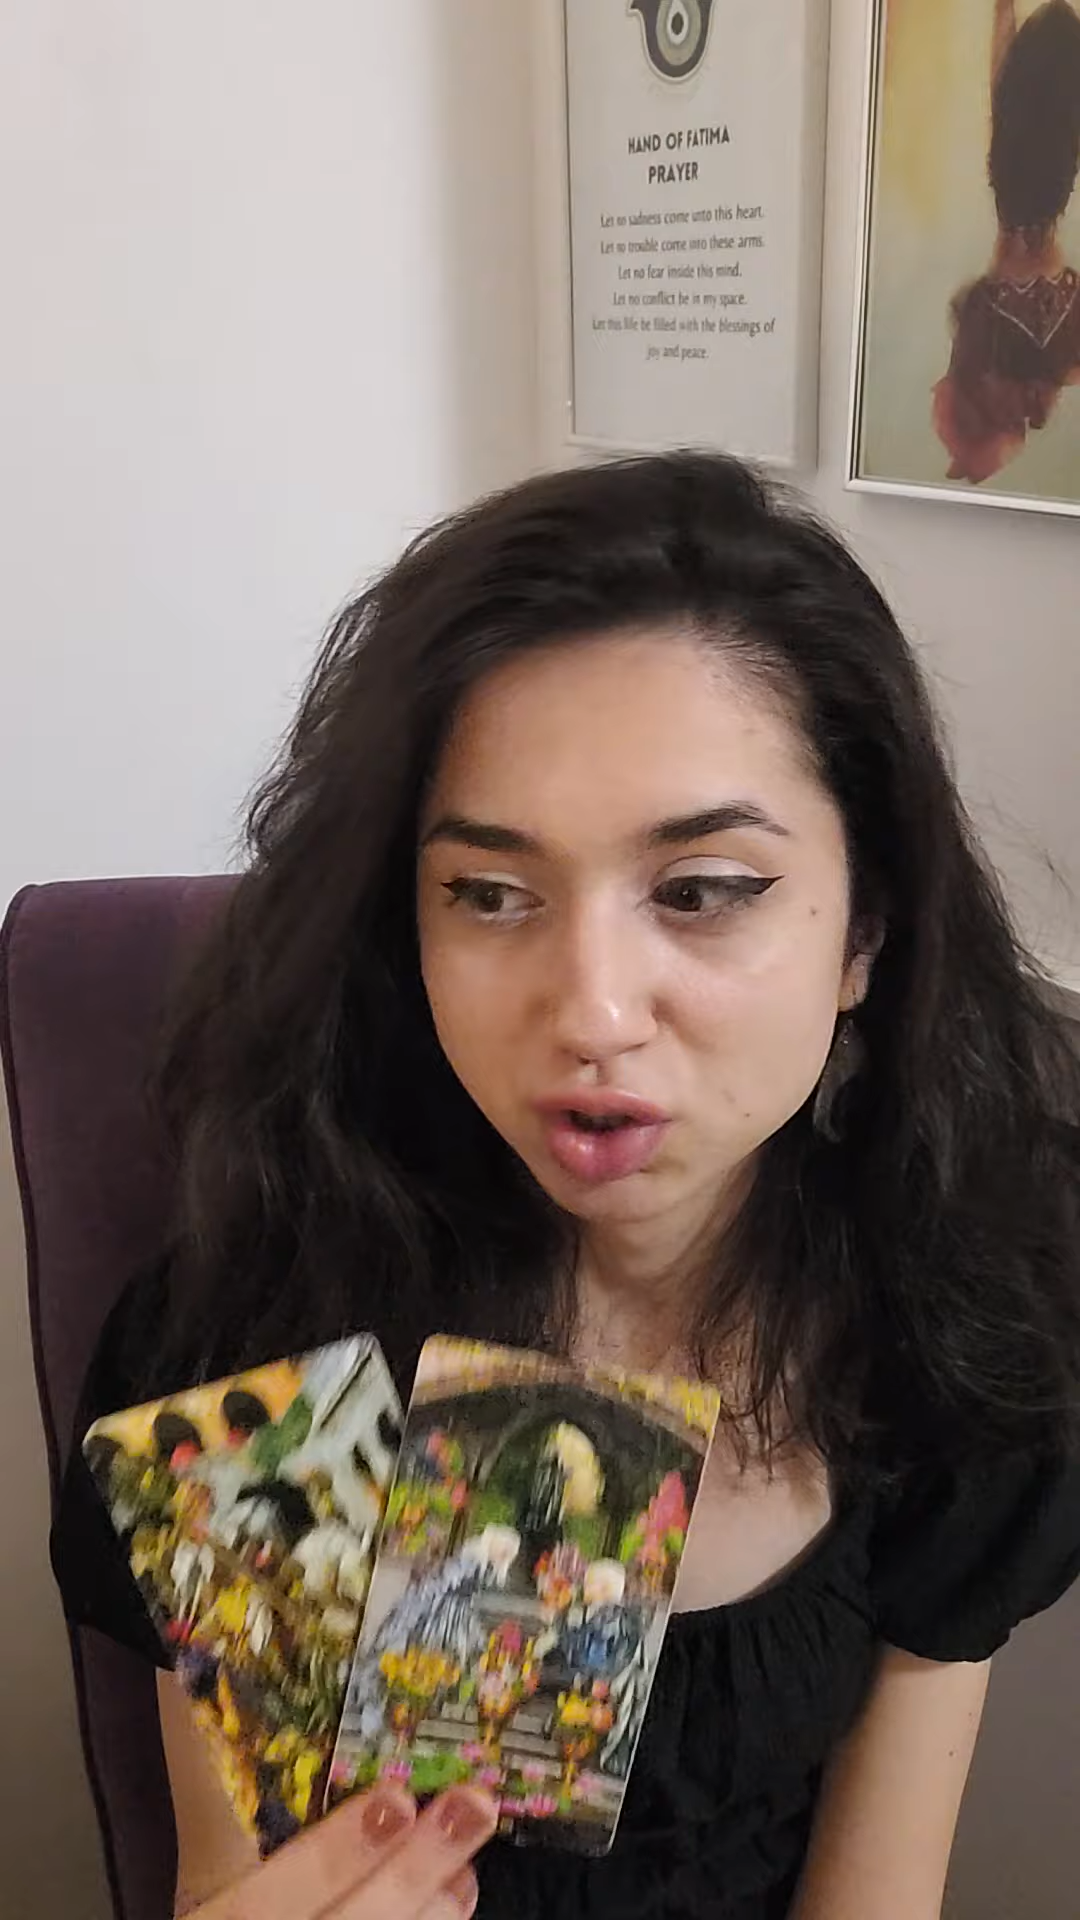 HAND OF FATIMA
PRAYER
Let no sadness come unto this heart.
Let no trouble come into these arms.
Let no fear inside this mind.
Let no conflict be in my space.
Let this life be filled with the blessings of
joy and peace.